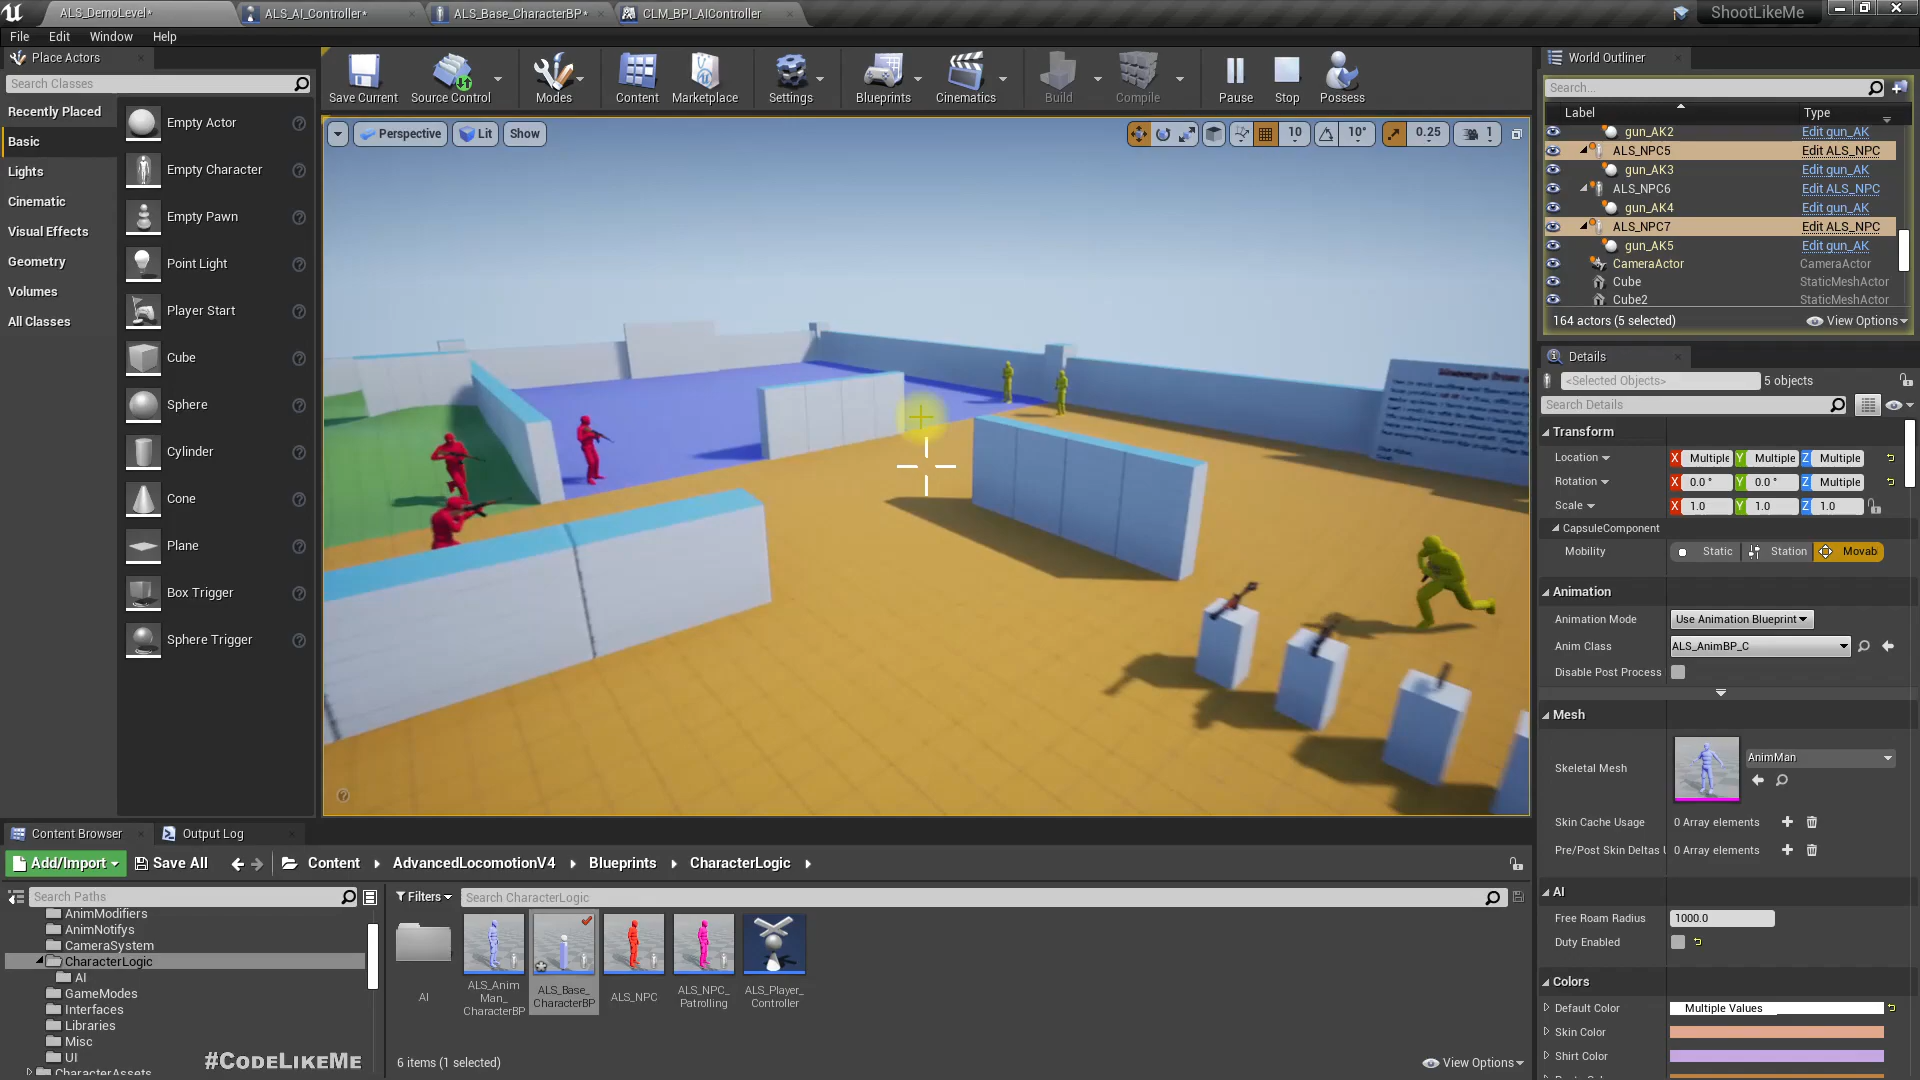 ALS_DemoLevel*
ALS_AI_Controller*
ALS_Base_CharacterBP*
CLM_BPI_AIController
ShootLikeMe
File Edit Window Help
Place Actors
Search Classes
Recently Placed
Basic
Lights
Cinematic
Visual Effects
Geometry
Volumes
All Classes
Empty Actor
Empty Character
Empty Pawn
Point Light
Player Start
Cube
Sphere
Cylinder
Cone
Plane
Box Trigger
Sphere Trigger
Save Current
Source Control
Modes
Content
Marketplace
Settings
Blueprints
Cinematics
Build
Compile
Pause
Stop
Possess
Perspective
Lit
Show
10
10°
0.25
1
World Outliner
Search...
Label Type
gun_AK2 Edit gun_AK
ALS_NPC5 Edit ALS_NPC
gun_AK3 Edit gun_AK
ALS_NPC6 Edit ALS_NPC
gun_AK4 Edit gun_AK
ALS_NPC7 Edit ALS_NPC
gun_AK5 Edit gun_AK
CameraActor CameraActor
Cube StaticMeshActor
Cube2 StaticMeshActor
164 actors (5 selected) View Options
Details
<Selected Objects> 5 objects
Search Details
Transform
Location X Multiple Y Multiple Z Multiple
Rotation X 0.0 ° Y 0.0 ° Z Multiple
Scale X 1.0 Y 1.0 Z 1.0
CapsuleComponent
Mobility Static Station Movab
Animation
Animation Mode Use Animation Blueprint
Anim Class ALS_AnimBP_C
Disable Post Process
Mesh
Skeletal Mesh AnimMan
Skin Cache Usage 0 Array elements
Pre/Post Skin Deltas U 0 Array elements
AI
Free Roam Radius 1000.0
Duty Enabled
Colors
Default Color Multiple Values
Skin Color
Shirt Color
Content Browser
Output Log
Add/Import
Save All
Content AdvancedLocomotionV4 Blueprints CharacterLogic
Search Paths
Filters
Search CharacterLogic
AnimModifiers
AnimNotifys
CameraSystem
CharacterLogic
AI
GameModes
Interfaces
Libraries
Misc
UI
CharacterAssets
AI
ALS_Anim
Man_
CharacterBP
ALS_Base_
CharacterBP
ALS_NPC
ALS_NPC_
Patrolling
ALS_Player_
Controller
#CodeLikeMe
6 items (1 selected)
View Options